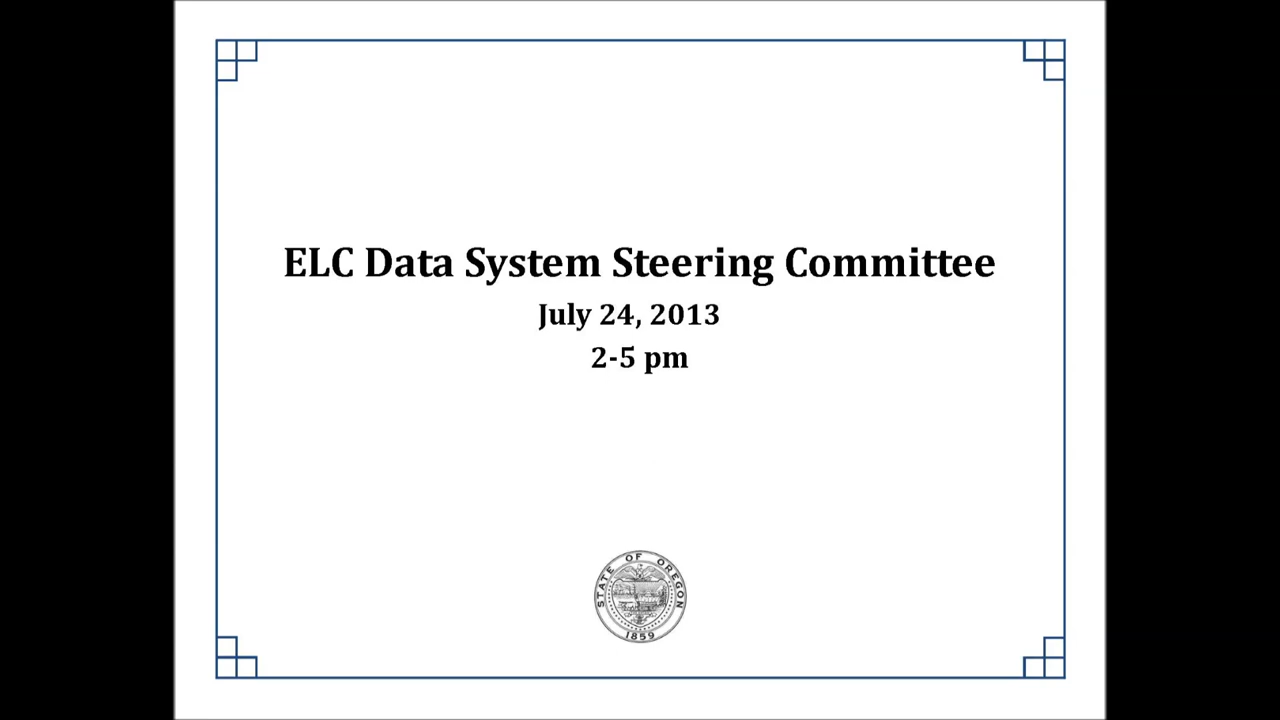 ELC Data System Steering Committee
July 24, 2013
2-5 pm
STATE OF OREGON
1859